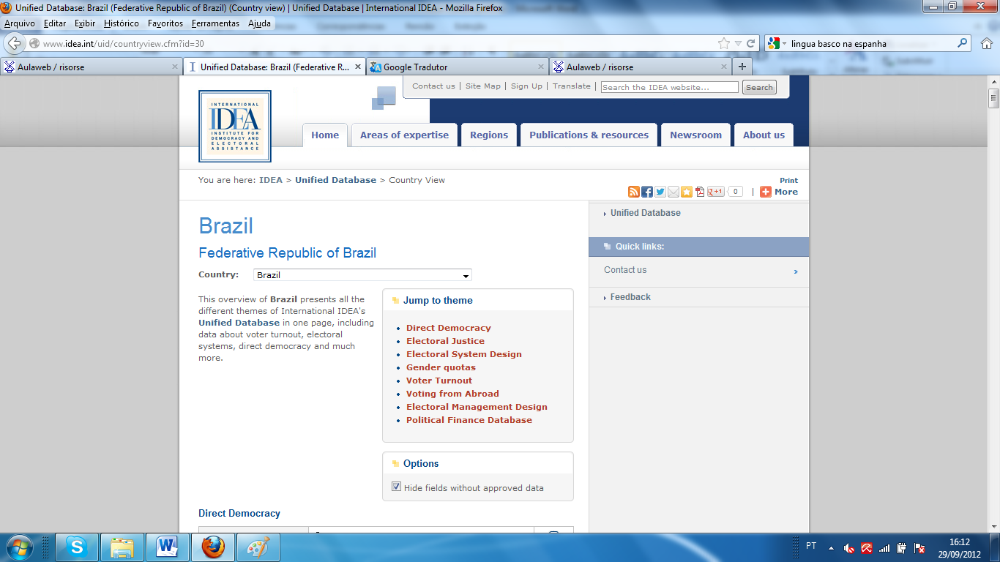 Unified Database: Brazil (Federative Republic of Brazil) (Country view) | Unified Database | International IDEA - Mozilla Firefox
Arquivo Editar Exibir Histórico Favoritos Ferramentas Ajuda
www.idea.int/uid/countryview.cfm?id=30
lingua basco na espanha
Aulaweb / risorse
Unified Database: Brazil (Federative R...
Google Tradutor
Aulaweb / risorse
Contact us | Site Map | Sign Up | Translate |
Search the IDEA website...
Search
INTERNATIONAL
IDEA
INSTITUTE FOR
DEMOCRACY AND
ELECTORAL
ASSISTANCE
Home
Areas of expertise
Regions
Publications & resources
Newsroom
About us
You are here: IDEA > Unified Database > Country View
Print
+1 0 | More
Brazil
Federative Republic of Brazil
Country: Brazil
This overview of Brazil presents all the
different themes of International IDEA's
Unified Database in one page, including
data about voter turnout, electoral
systems, direct democracy and much
more.
Jump to theme
Direct Democracy
Electoral Justice
Electoral System Design
Gender quotas
Voter Turnout
Voting from Abroad
Electoral Management Design
Political Finance Database
Options
Hide fields without approved data
Direct Democracy
Unified Database
Quick links:
Contact us
Feedback
PT
16:12
29/09/2012